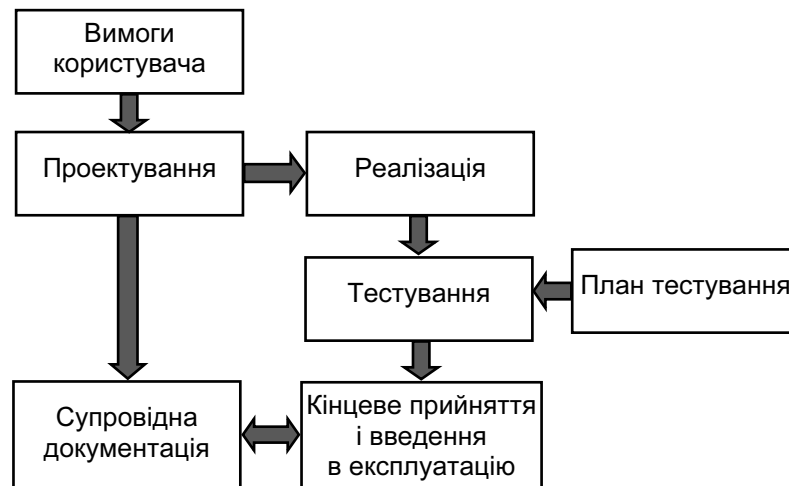 Вимоги
користувача
Проектування
Реалізація
Тестування
План тестування
Супровідна
документація
Кінцеве прийняття
і введення
в експлуатацію